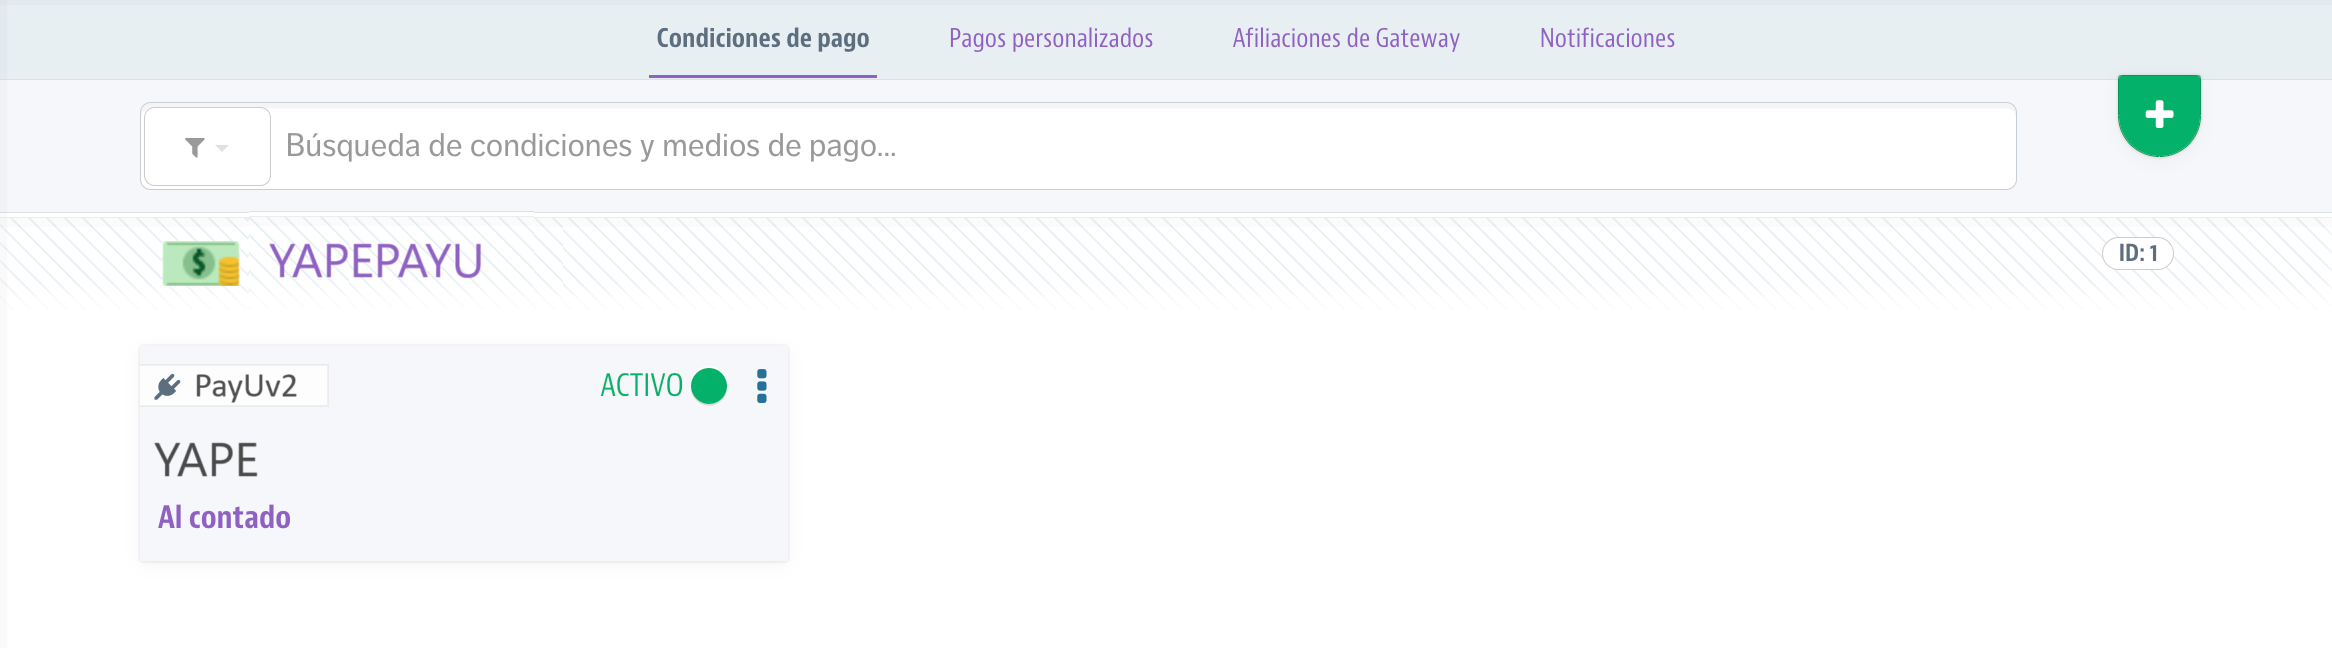 Condiciones de pago Pagos personalizados Afiliaciones de Gateway Notificaciones
Búsqueda de condiciones y medios de pago...
YAPEPAYU ID: 1
PayUv2 ACTIVO
YAPE
Al contado